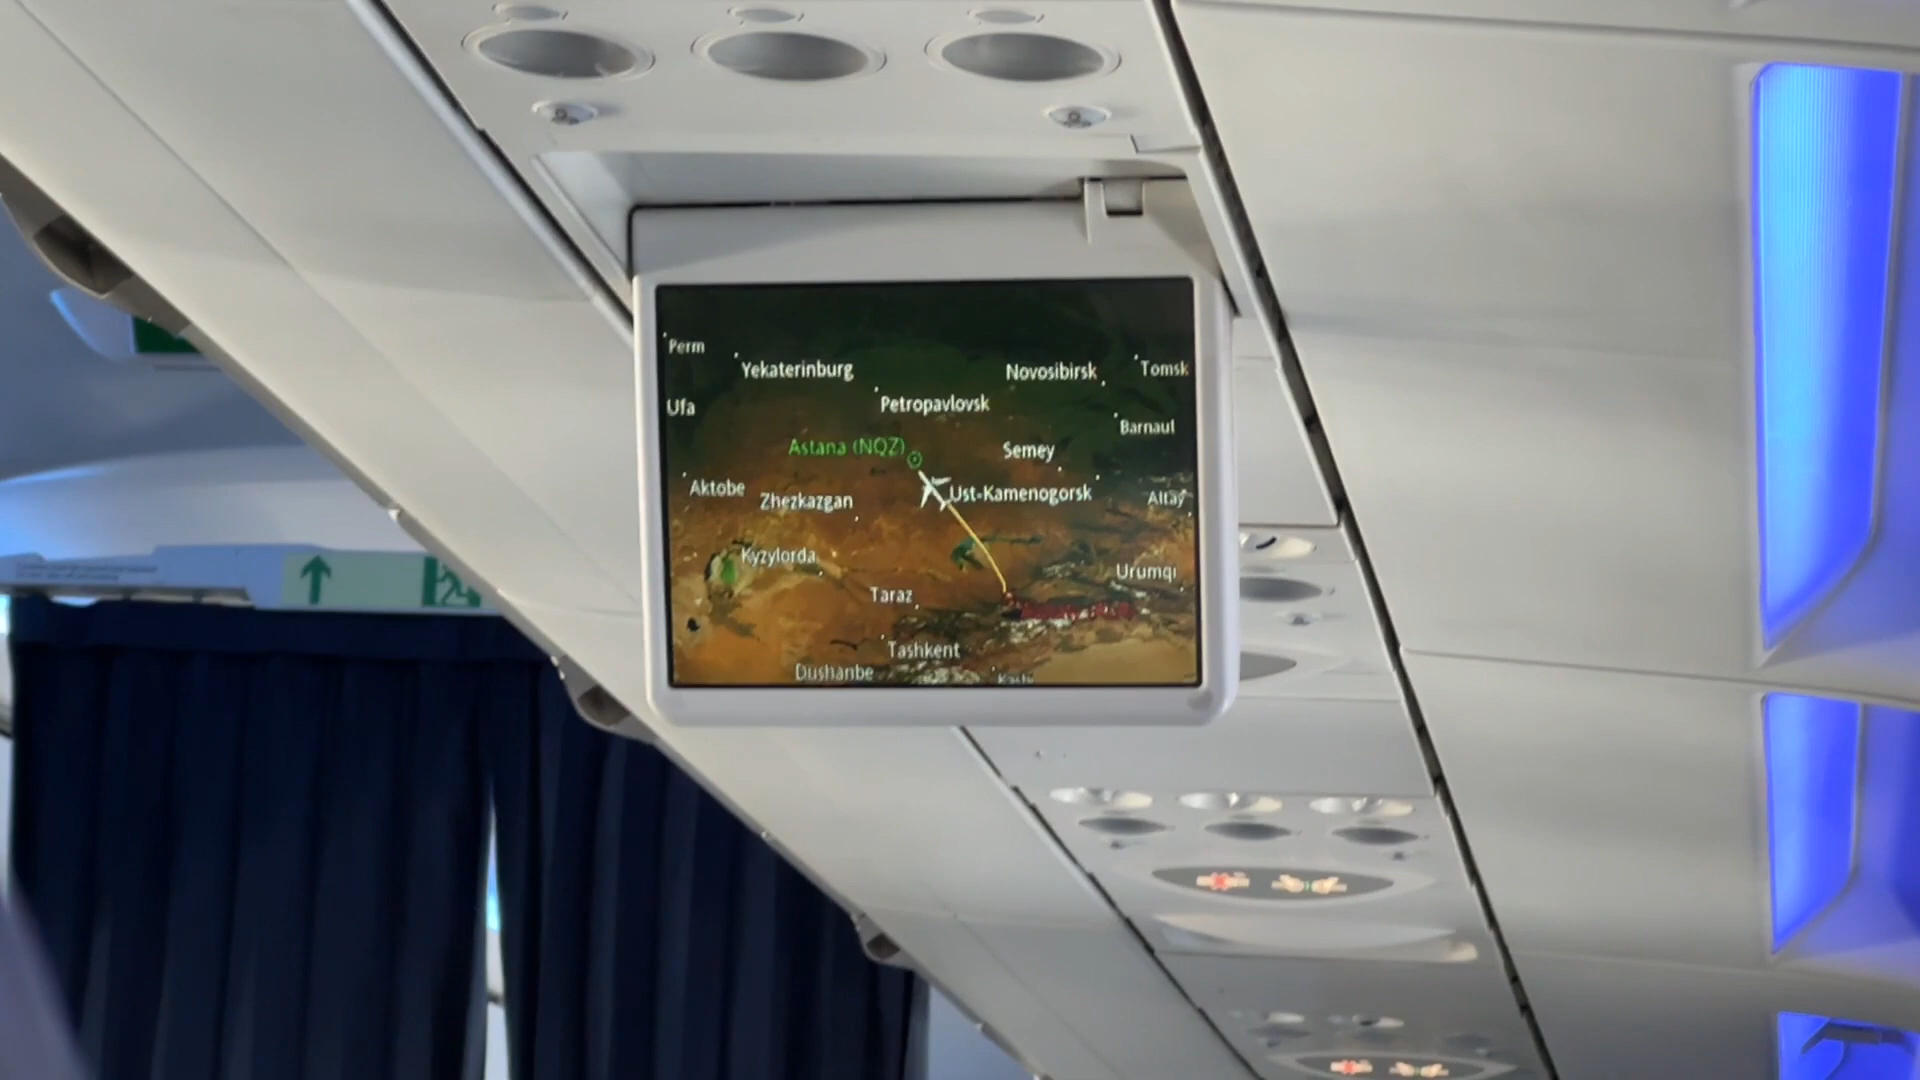 Perm
Yekaterinburg
Novosibirsk
Tomsk
Ufa
Petropavlovsk
Barnaul
Astana (NQZ)
Semey
Aktobe
Zhezkazgan
Ust-Kamenogorsk
Altay
Kyzylorda
Urumqi
Taraz
Tashkent
Dushanbe